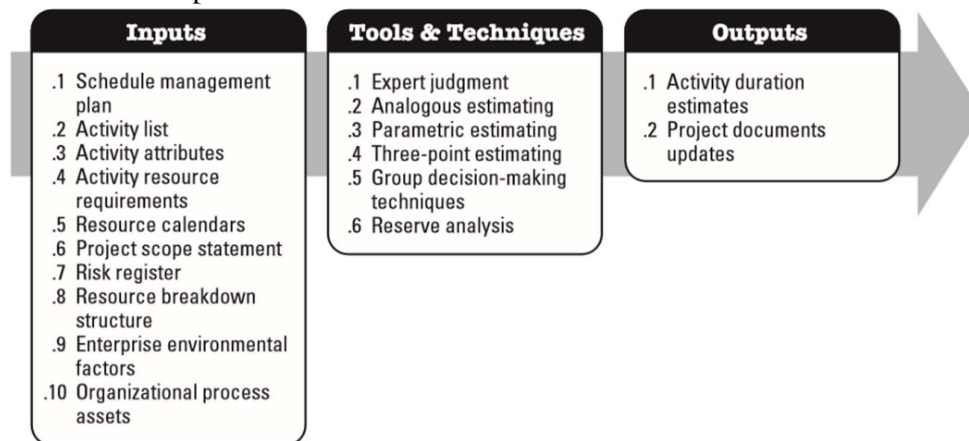 Inputs
.1 Schedule management
plan
.2 Activity list
.3 Activity attributes
.4 Activity resource
requirements
.5 Resource calendars
.6 Project scope statement
.7 Risk register
.8 Resource breakdown
structure
.9 Enterprise environmental
factors
.10 Organizational process
assets
Tools & Techniques
.1 Expert judgment
.2 Analogous estimating
.3 Parametric estimating
.4 Three-point estimating
.5 Group decision-making
techniques
.6 Reserve analysis
Outputs
.1 Activity duration
estimates
.2 Project documents
updates